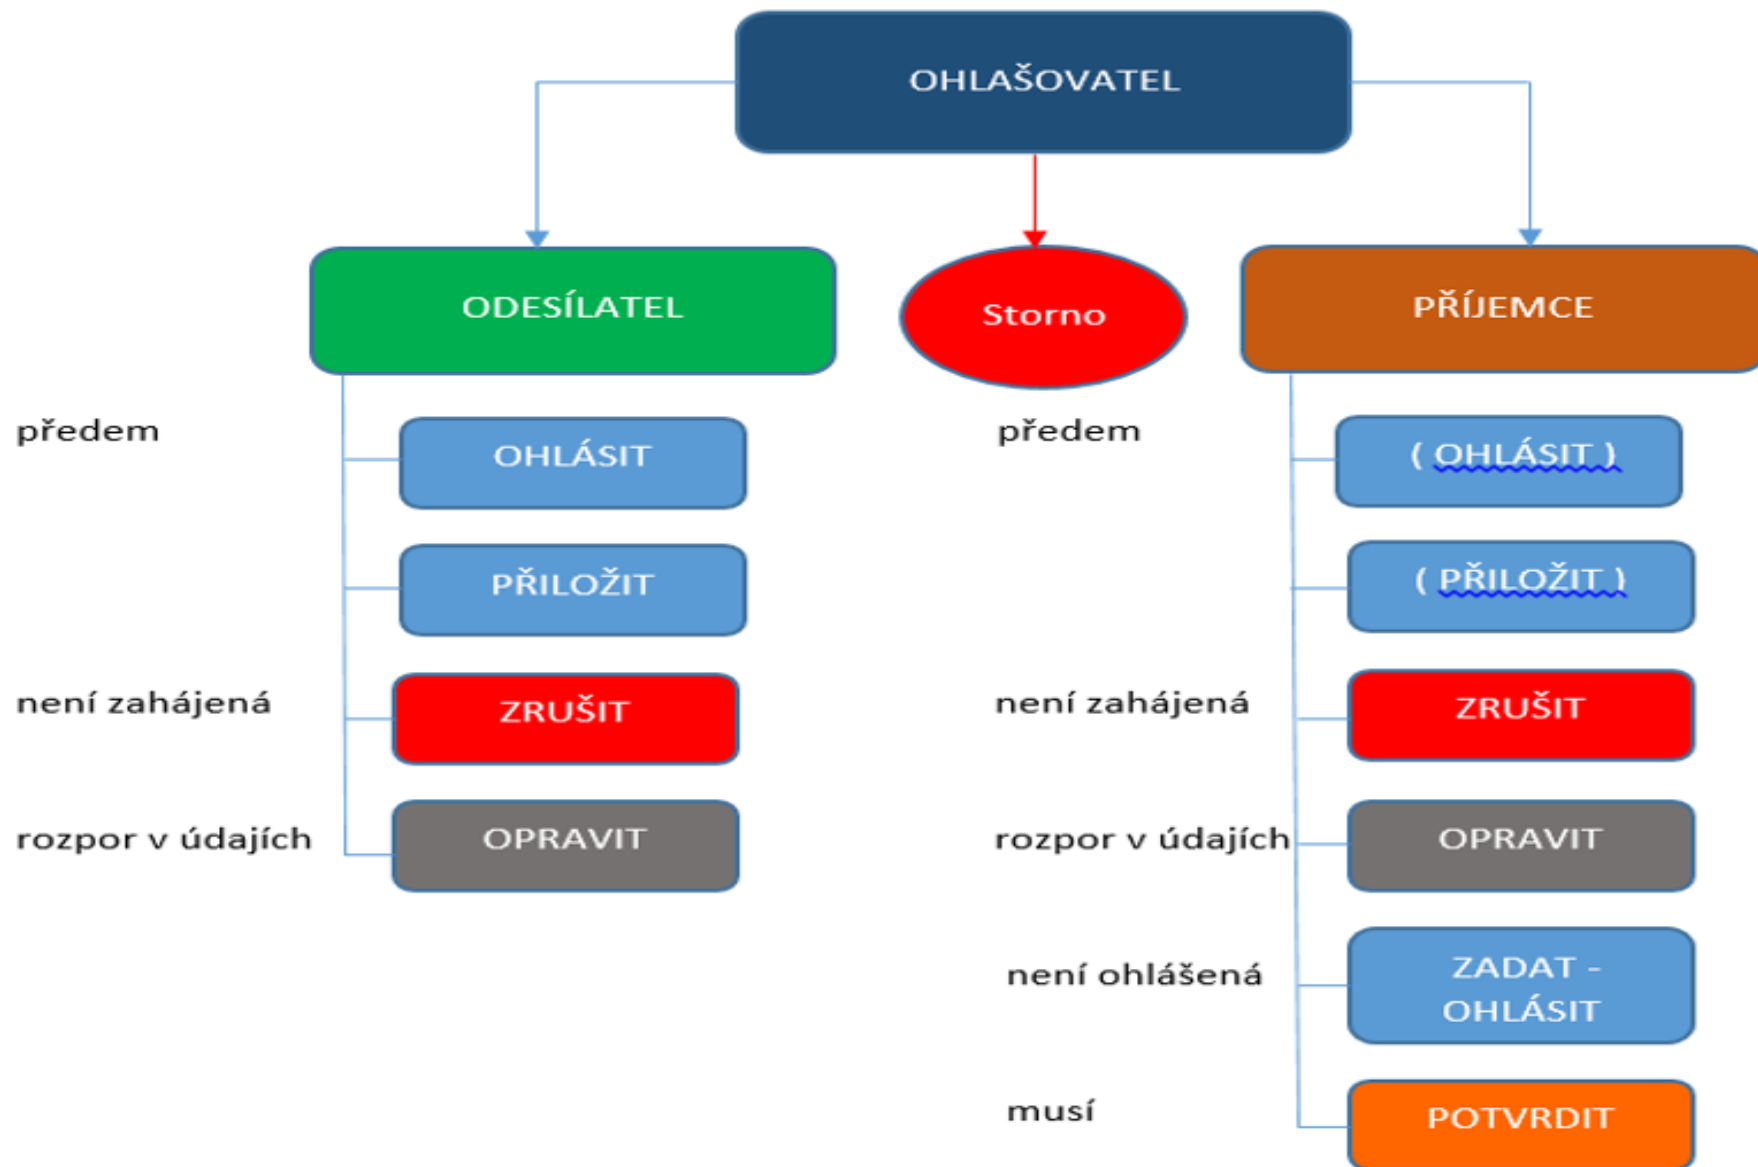 OHLAŠOVATEL
ODESÍLATEL
Storno
PŘÍJEMCE
předem
OHLÁSIT
předem
( OHLÁSIT )
PŘILOŽIT
( PŘILOŽIT )
není zahájená
ZRUŠIT
není zahájená
ZRUŠIT
rozpor v údajích
OPRAVIT
rozpor v údajích
OPRAVIT
není ohlášená
ZADAT -
OHLÁSIT
musí
POTVRDIT